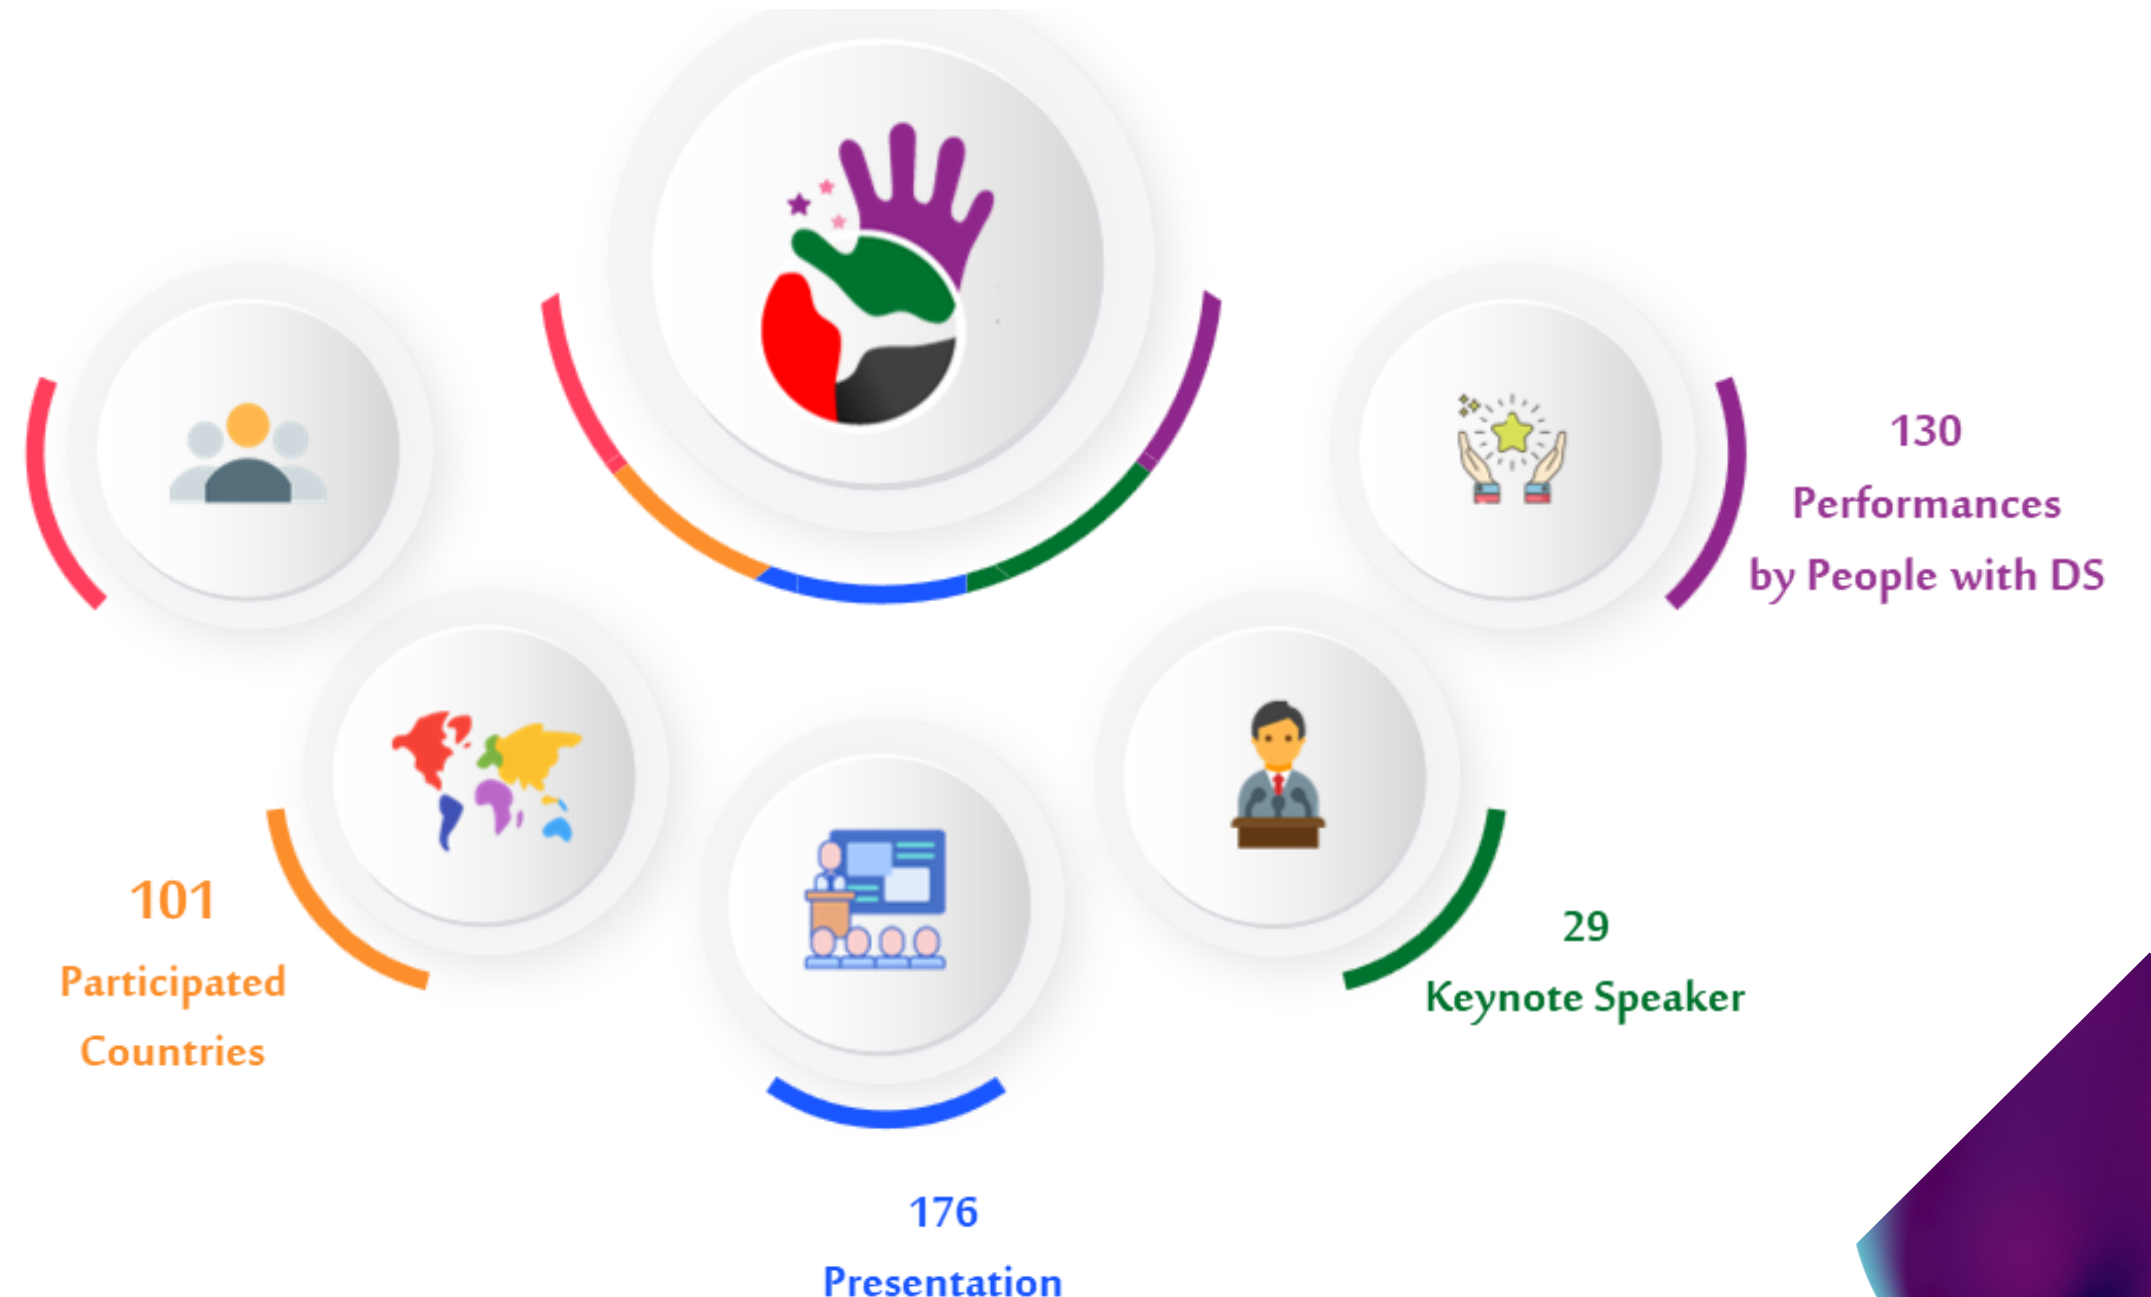 130
Performances
by People with DS
101
Participated
Countries
29
Keynote Speaker
176
Presentation